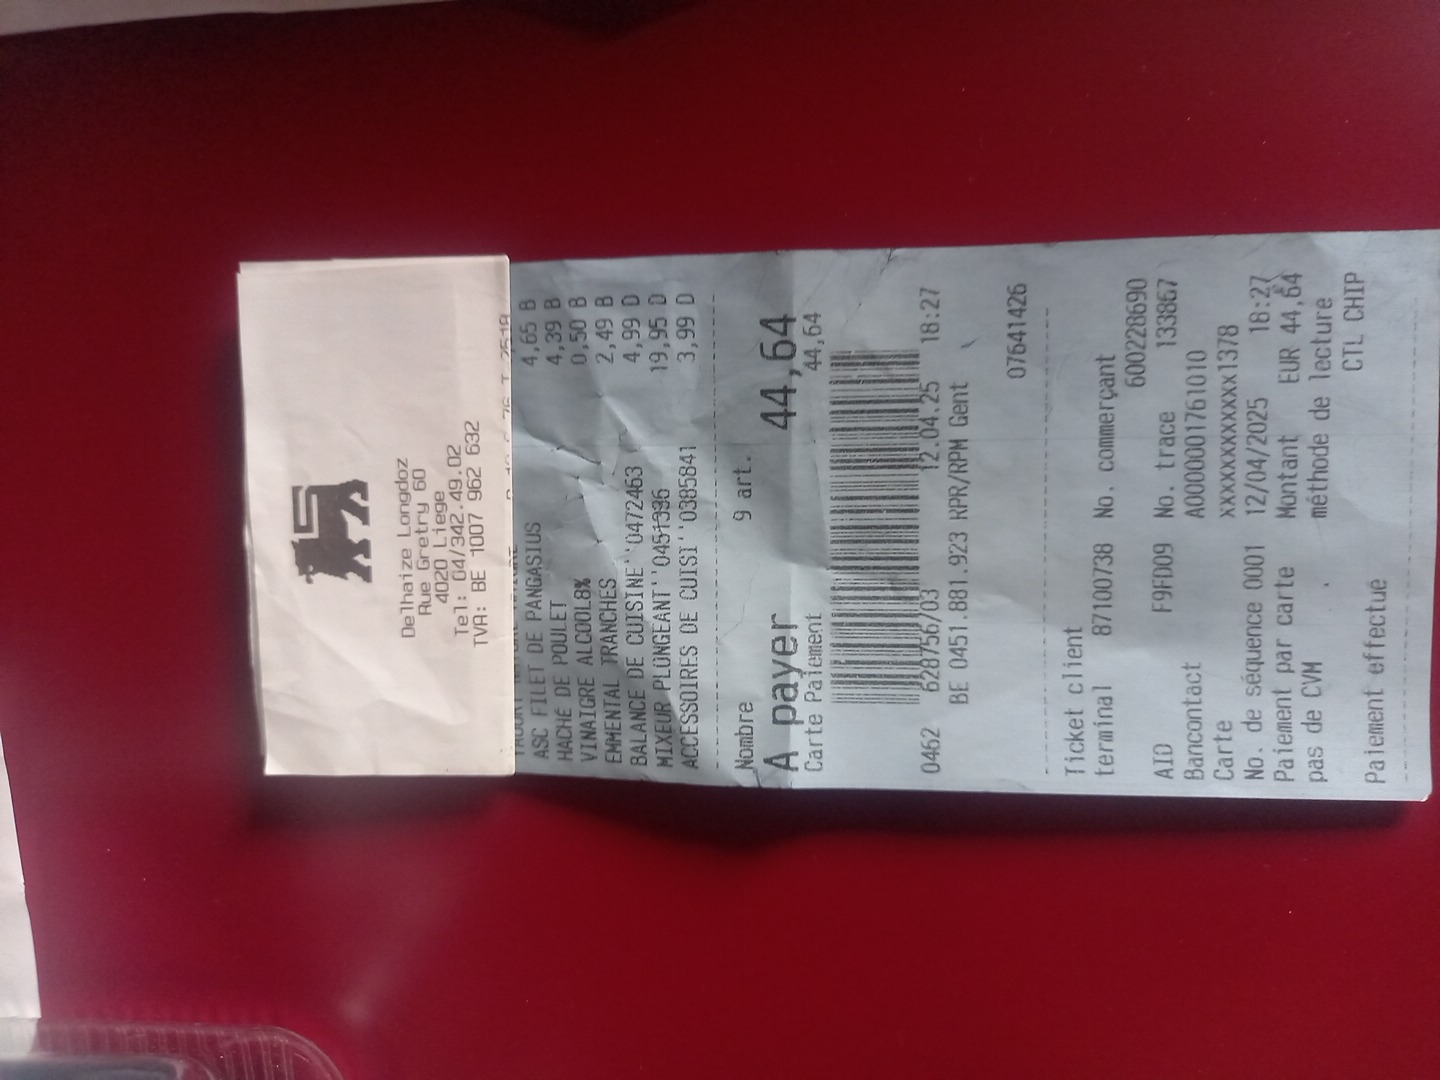 Delhaize Longdoz
Rue Gretry 60
4020 Liege
Tel: 04/342.49.02
TVA: BE 1007 962 632
ASC FILET DE PANGASIUS 4,65 B
HACHÉ DE POULET 4,39 B
VINAIGRE ALCOOL8% 0,50 B
EMMENTAL TRANCHES 2,49 B
BALANCE DE CUISINE''0472463 4,99 D
MIXEUR PLONGEANT''0451396 19,95 D
ACCESSOIRES DE CUISI''0385841 3,99 D
Nombre 9 art.
A payer 44,64
Carte Paiement 44,64
0462 628756/03 12.04.25 18:27
BE 0451.881.923 RPR/RPM Gent
07641426
Ticket client
terminal 87100738 No. commerçant
600228690
AID F9FD09 No. trace 133867
Bancontact A0000001761010
Carte xxxxxxxxxxxx1378
No. de séquence 0001 12/04/2025 18:27
Paiement par carte Montant EUR 44,64
pas de CVM méthode de lecture
CTL CHIP
Paiement effectué